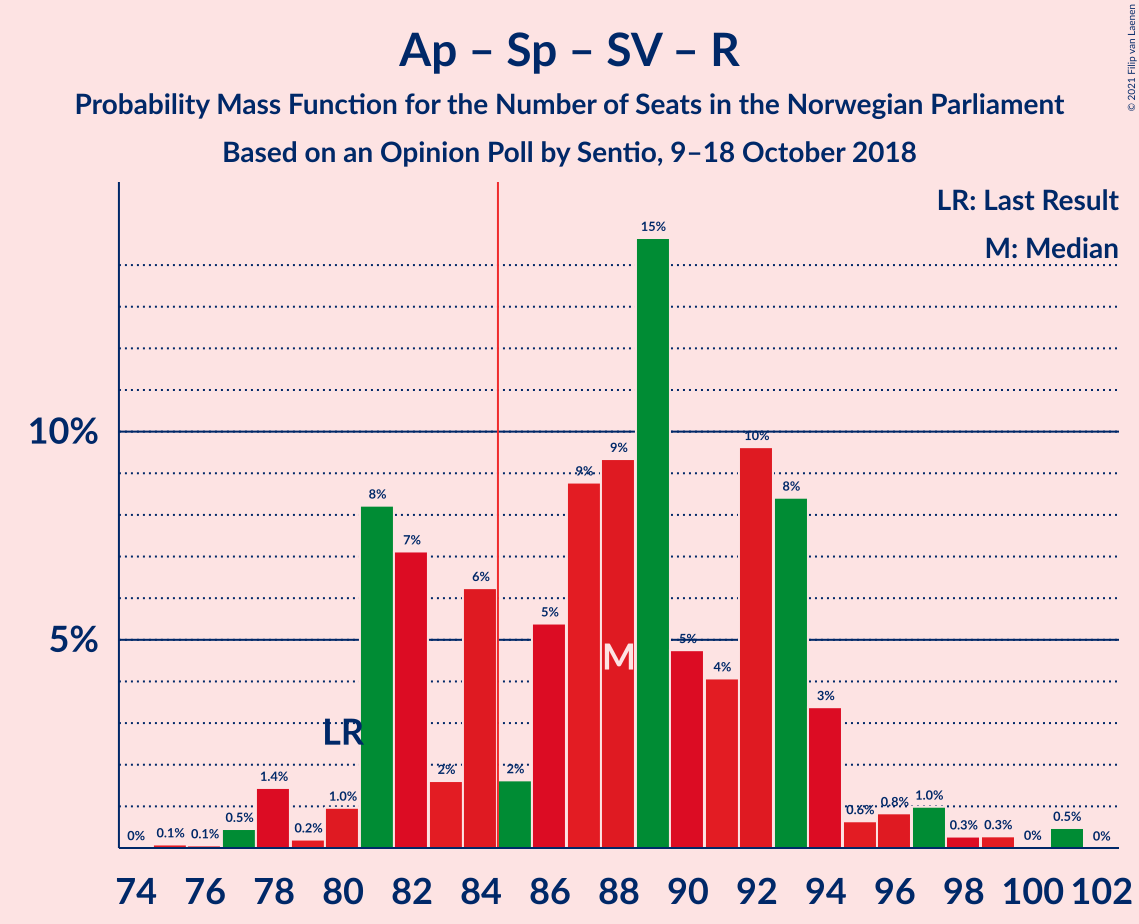 Ap – Sp – SV – R
Probability Mass Function for the Number of Seats in the Norwegian Parliament
Based on an Opinion Poll by Sentio, 9–18 October 2018
© 2021 Filip van Laenen
LR: Last Result
M: Median
10%
5%
0% 0.1% 0.1% 0.5% 1.4% 0.2% 1.0% 8% 7% 2% 6% 2% 5% 9% 9% 15% 5% 4% 10% 8% 3% 0.6% 0.8% 1.0% 0.3% 0.3% 0% 0.5% 0%
LR
M
74 76 78 80 82 84 86 88 90 92 94 96 98 100 102